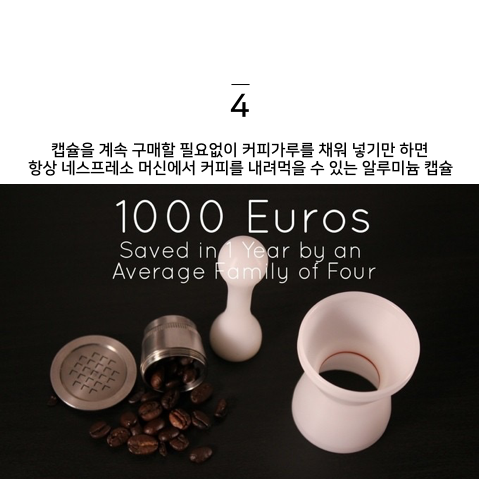 4
캡슐을 계속 구매할 필요없이 커피가루를 채워 넣기만 하면
항상 네스프레소 머신에서 커피를 내려먹을 수 있는 알루미늄 캡슐
1000 Euros
Saved in 1 Year by an
Average Family of Four